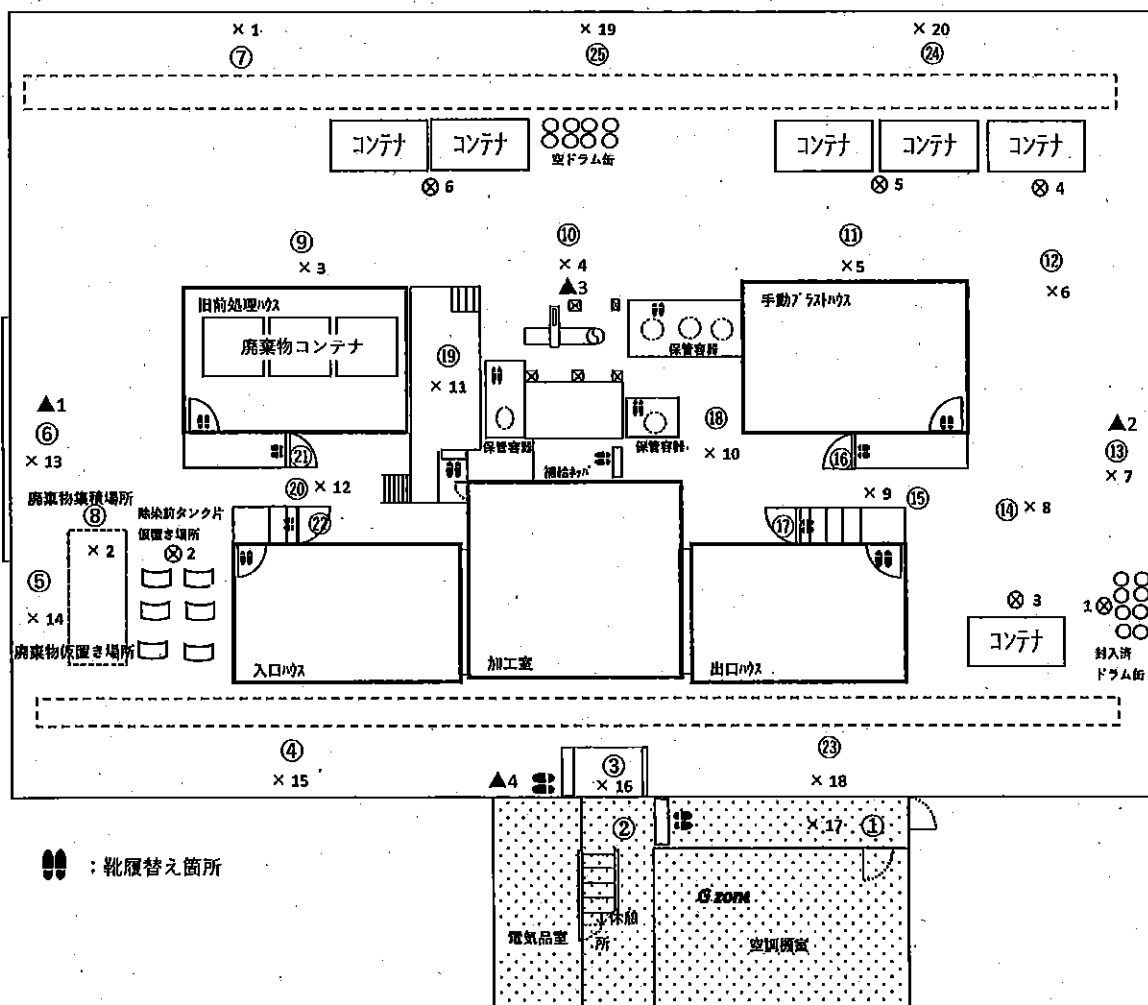 × 1 × 19 × 20
⑦ ㉕ ㉔
コンテナ コンテナ 空ドラム缶 コンテナ コンテナ コンテナ
⊗ 6 ⊗ 5 ⊗ 4
⑨ ⑩ ⑪ ⑫
× 3 × 4 × 5 × 6
▲3
旧前処理ハウス 手動ブラストハウス
廃棄物コンテナ ⑲ 保管容器
× 11
▲1 ▲2
⑥ 保管容器 保管容器 ⑱ ⑬
× 13 ㉑ × 10 ⑯ × 7
補給ホッパ
⑳ × 12 × 9 ⑮ ⑭ × 8
廃棄物集積場所
⑧ 除染前タンク片
仮置き場所 ㉒ ⑰
× 2 ⊗ 2
⑤ ⊗ 3 1 ⊗
× 14 コンテナ
廃棄物仮置き場所 封入済
ドラム缶
入口ハウス 加工室 出口ハウス
④ ③ ㉓
× 15 ▲4 × 16 × 18
② × 17 ①
；靴履替え箇所
G zone
電気品室 休憩
所 空調機室